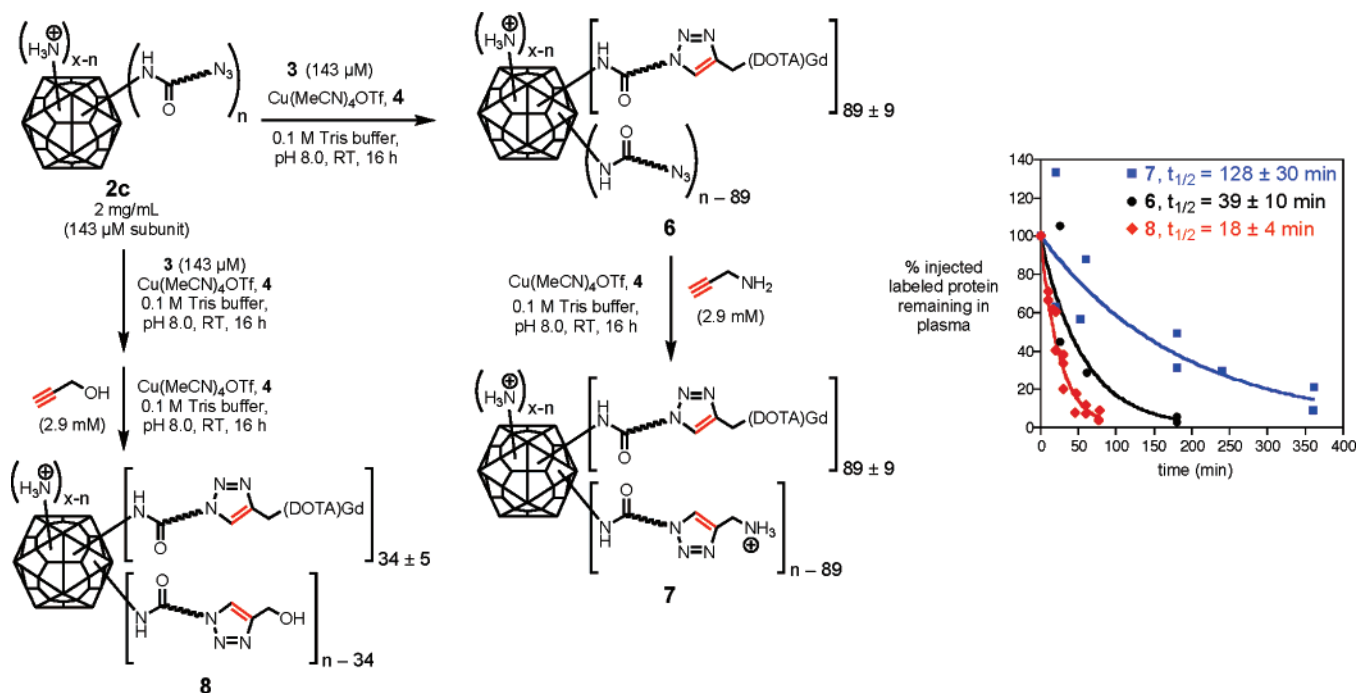 (H3N⊕)x-n
H
N
O
N3
n
2c
2 mg/mL
(143 µM subunit)
3 (143 µM)
Cu(MeCN)4OTf, 4
0.1 M Tris buffer,
pH 8.0, RT, 16 h
(H3N⊕)x-n
H
N
O
N=N
N
(DOTA)Gd
89 ± 9
N
H
O
N3
n – 89
6
3 (143 µM)
Cu(MeCN)4OTf, 4
0.1 M Tris buffer,
pH 8.0, RT, 16 h
OH
(2.9 mM)
Cu(MeCN)4OTf, 4
0.1 M Tris buffer,
pH 8.0, RT, 16 h
(H3N⊕)x-n
H
N
O
N=N
N
(DOTA)Gd
34 ± 5
N
H
O
N
N=N
OH
n – 34
8
Cu(MeCN)4OTf, 4
0.1 M Tris buffer,
pH 8.0, RT, 16 h
NH2
(2.9 mM)
(H3N⊕)x-n
H
N
O
N=N
N
(DOTA)Gd
89 ± 9
N
H
O
N
N=N
NH3
⊕
n – 89
7
% injected
labeled protein
remaining in
plasma
140
120
100
80
60
40
20
0
7, t1/2 = 128 ± 30 min
6, t1/2 = 39 ± 10 min
8, t1/2 = 18 ± 4 min
0 50 100 150 200 250 300 350 400
time (min)